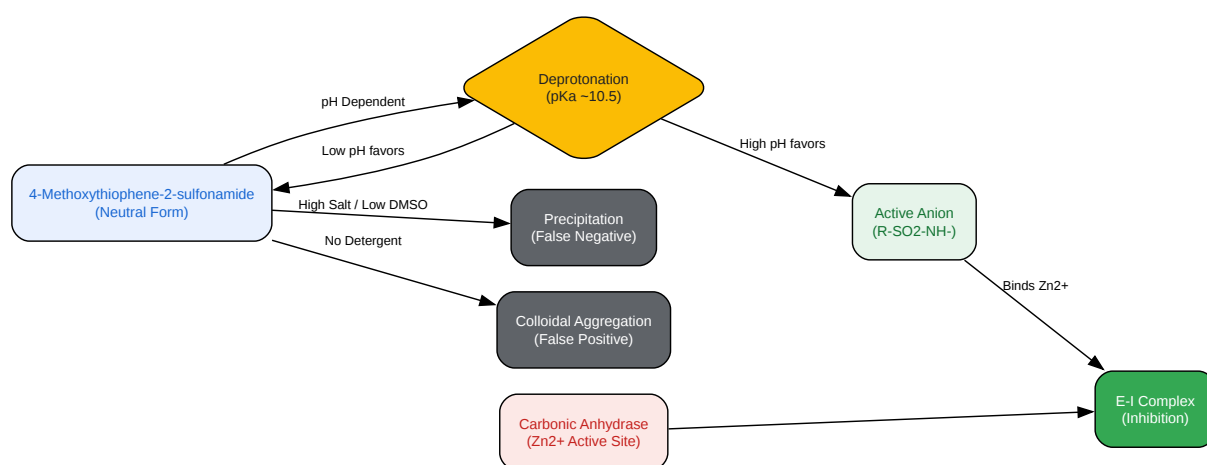 Deprotonation
(pKa ~10.5)
pH Dependent
Low pH favors
High pH favors
4-Methoxythiophene-2-sulfonamide
(Neutral Form)
High Salt / Low DMSO
Precipitation
(False Negative)
Active Anion
(R-SO2-NH-)
No Detergent
Binds Zn2+
Colloidal Aggregation
(False Positive)
E-I Complex
(Inhibition)
Carbonic Anhydrase
(Zn2+ Active Site)